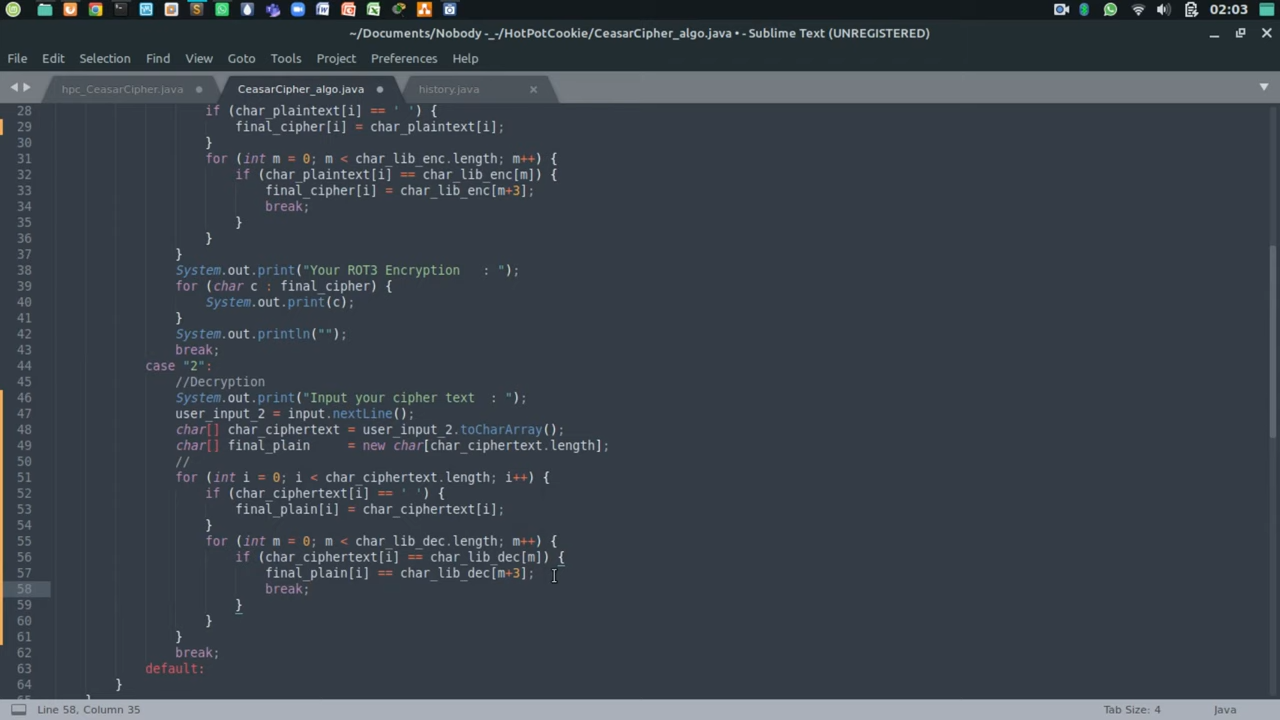 02:03
~/Documents/Nobody -_-/HotPotCookie/CeasarCipher_algo.java • - Sublime Text (UNREGISTERED)
File Edit Selection Find View Goto Tools Project Preferences Help
hpc_CeasarCipher.java CeasarCipher_algo.java history.java
28 if (char_plaintext[i] == ' ') {
29 final_cipher[i] = char_plaintext[i];
30 }
31 for (int m = 0; m < char_lib_enc.length; m++) {
32 if (char_plaintext[i] == char_lib_enc[m]) {
33 final_cipher[i] = char_lib_enc[m+3];
34 break;
35 }
36 }
37 }
38 System.out.print("Your ROT3 Encryption   : ");
39 for (char c : final_cipher) {
40 System.out.print(c);
41 }
42 System.out.println("");
43 break;
44 case "2":
45 //Decryption
46 System.out.print("Input your cipher text  : ");
47 user_input_2 = input.nextLine();
48 char[] char_ciphertext = user_input_2.toCharArray();
49 char[] final_plain     = new char[char_ciphertext.length];
50 //
51 for (int i = 0; i < char_ciphertext.length; i++) {
52 if (char_ciphertext[i] == ' ') {
53 final_plain[i] = char_ciphertext[i];
54 }
55 for (int m = 0; m < char_lib_dec.length; m++) {
56 if (char_ciphertext[i] == char_lib_dec[m]) {
57 final_plain[i] == char_lib_dec[m+3];
58 break;
59 }
60 }
61 }
62 break;
63 default:
64 }
Line 58, Column 35 Tab Size: 4 Java